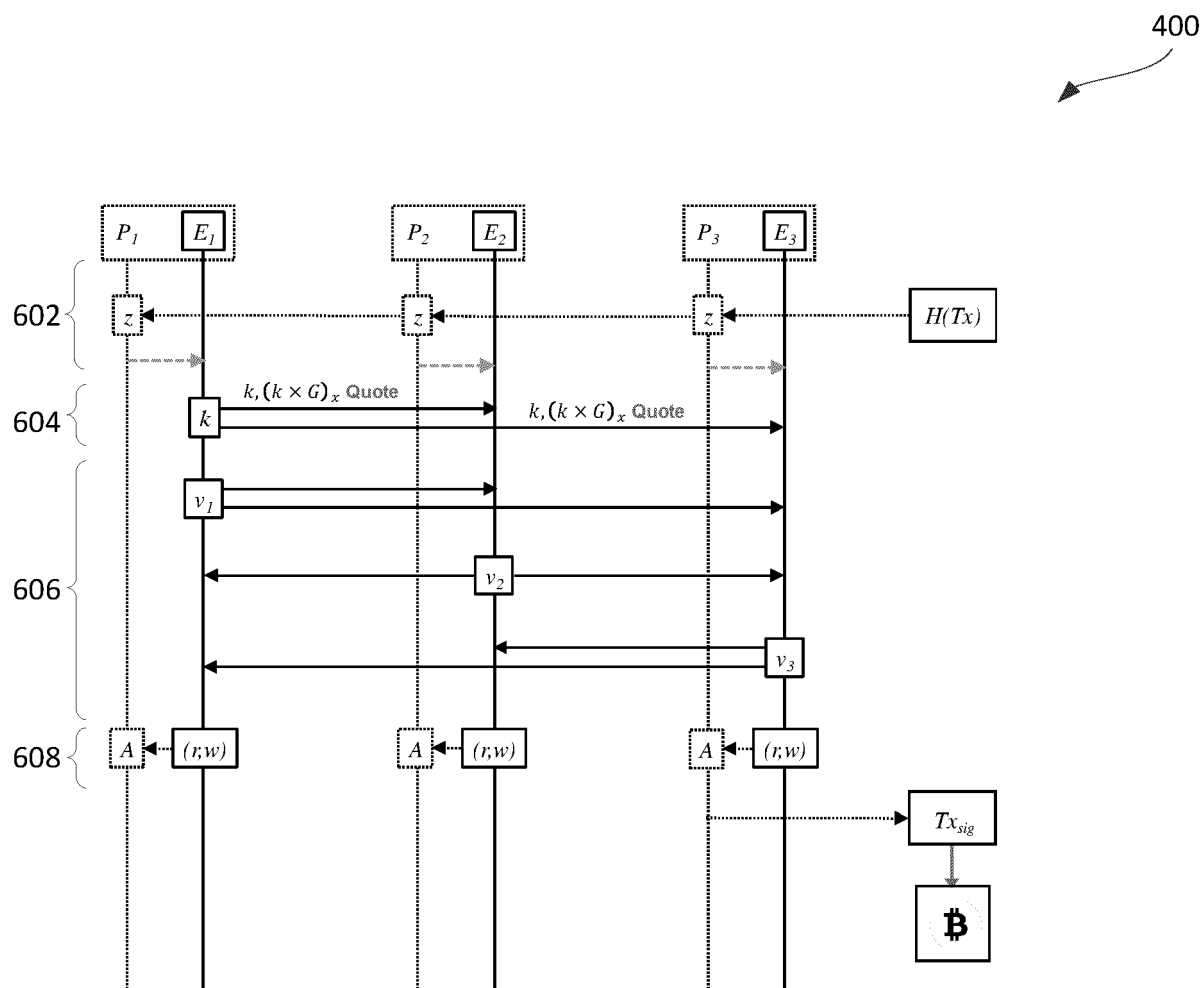 400
P₁ E₁ P₂ E₂ P₃ E₃
602
z z z H(Tx)
k,(k × G)ₓ Quote
604
k
k,(k × G)ₓ Quote
v₁
606
v₂
v₃
608
A (r,w) A (r,w) A (r,w)
Txsig
₿